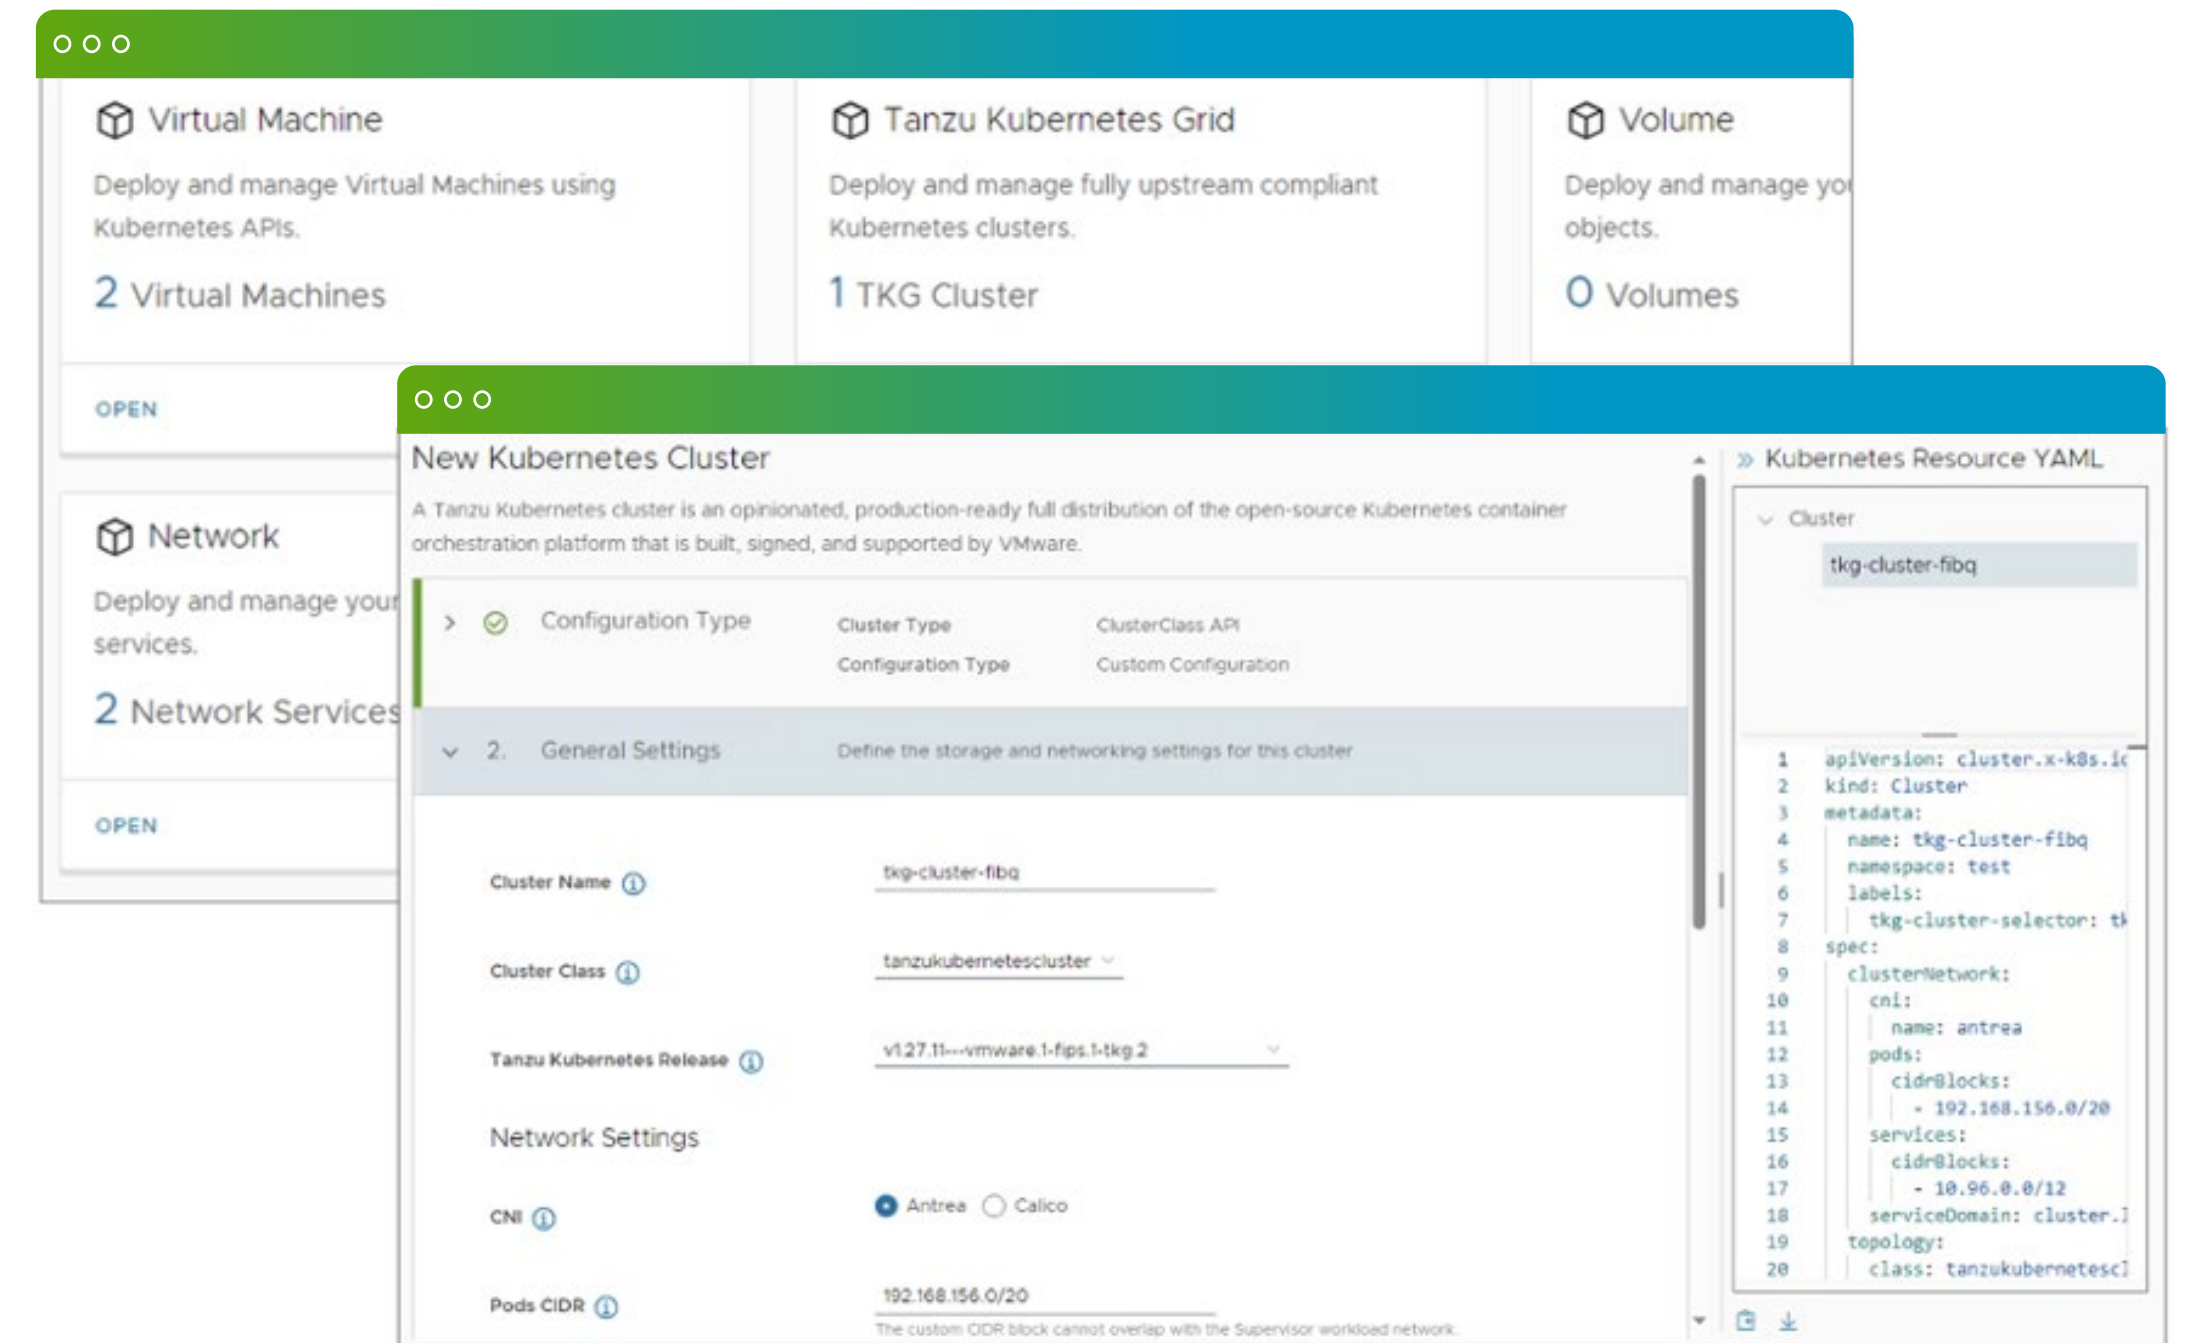 Virtual Machine
Deploy and manage Virtual Machines using
Kubernetes APIs.
2 Virtual Machines
OPEN
Tanzu Kubernetes Grid
Deploy and manage fully upstream compliant
Kubernetes clusters.
1 TKG Cluster
Volume
Deploy and manage
objects.
0 Volumes
Network
Deploy and manage your
services.
2 Network Services
OPEN
New Kubernetes Cluster
A Tanzu Kubernetes cluster is an opinionated, production-ready full distribution of the open-source Kubernetes container
orchestration platform that is built, signed, and supported by VMware.
Configuration Type
Cluster Type ClusterClass API
Configuration Type Custom Configuration
2. General Settings Define the storage and networking settings for this cluster
Cluster Name tkg-cluster-fibq
Cluster Class tanzukubernetescluster
Tanzu Kubernetes Release v1.27.11---vmware.1-fips.1-tkg.2
Network Settings
CNI Antrea Calico
Pods CIDR 192.168.156.0/20
The custom CIDR block cannot overlap with the Supervisor workload network.
Kubernetes Resource YAML
Cluster
tkg-cluster-fibq
1 apiVersion: cluster.x-k8s.io
2 kind: Cluster
3 metadata:
4 name: tkg-cluster-fibq
5 namespace: test
6 labels:
7 tkg-cluster-selector: tk
8 spec:
9 clusterNetwork:
10 cni:
11 name: antrea
12 pods:
13 cidrBlocks:
14 - 192.168.156.0/20
15 services:
16 cidrBlocks:
17 - 10.96.0.0/12
18 serviceDomain: cluster.l
19 topology:
20 class: tanzukubernetescl